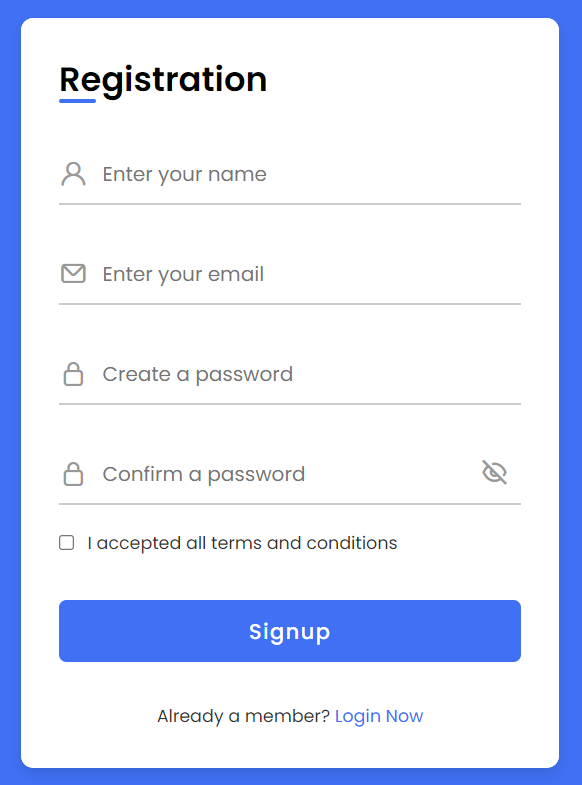 Registration
Enter your name
Enter your email
Create a password
Confirm a password
I accepted all terms and conditions
Signup
Already a member? Login Now